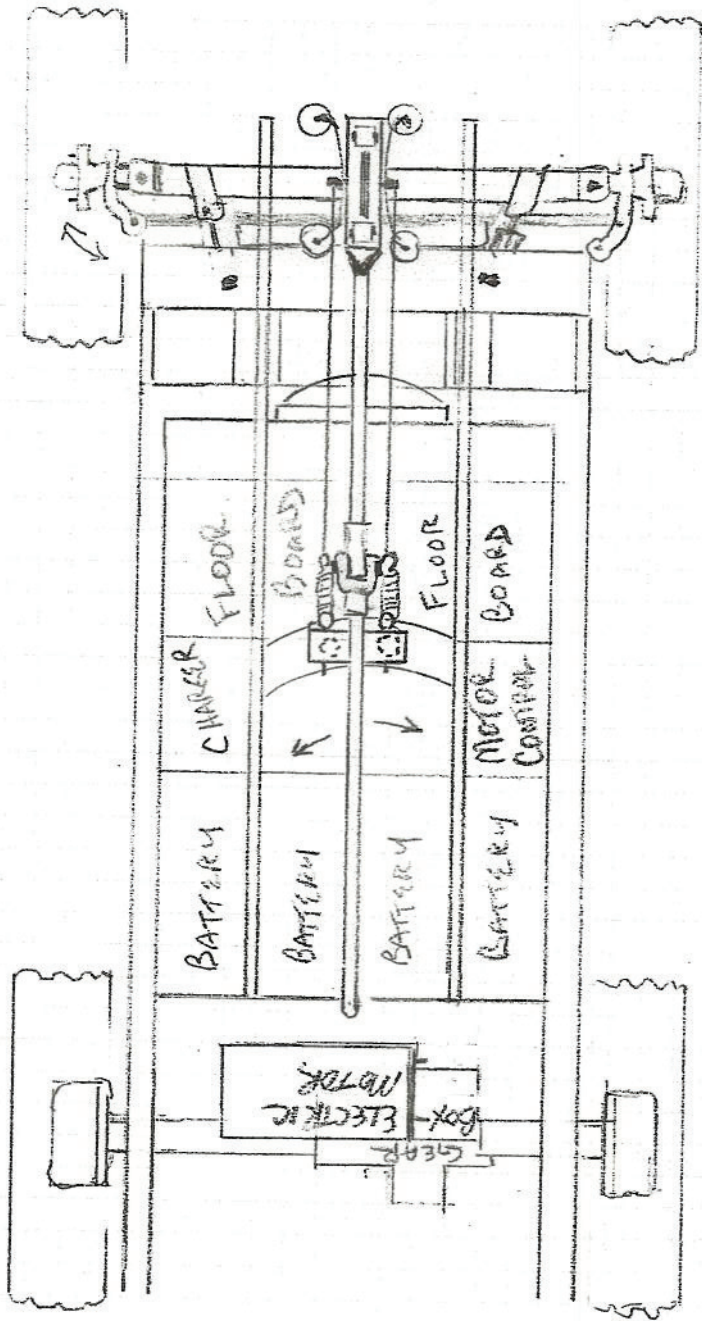 FLOOR
BOARD
FLOOR
BOARD
CHARGER
MOTOR
CONTROL
BATTERY
BATTERY
BATTERY
BATTERY
ELECTRIC
MOTOR
GEAR
BOX